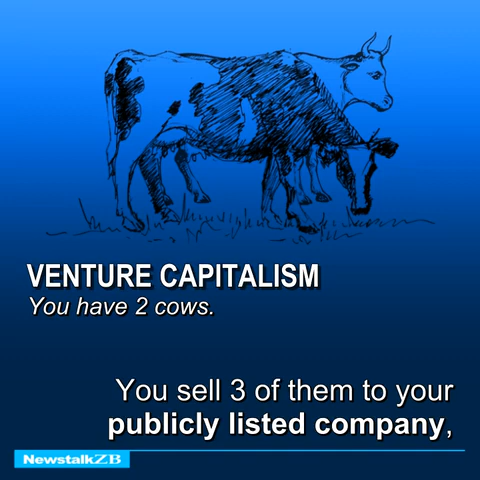 VENTURE CAPITALISM
You have 2 cows.
You sell 3 of them to your
publicly listed company,
NewstalkZB